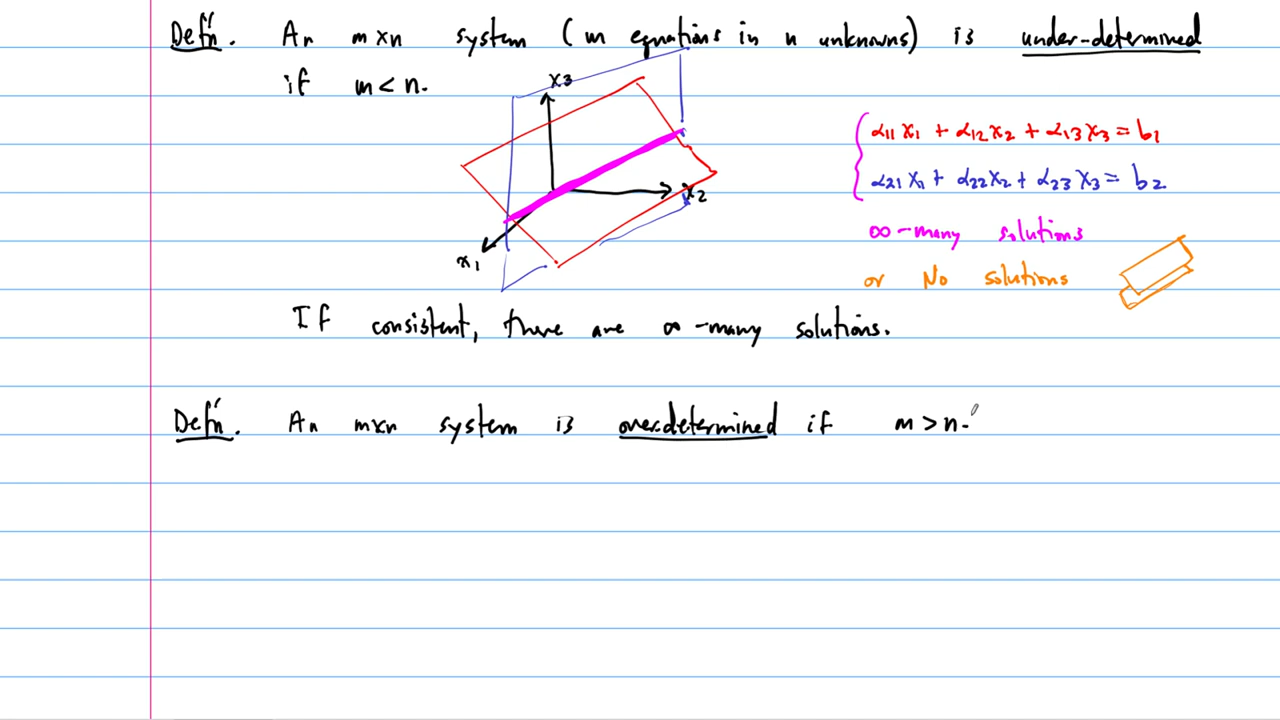 Def'n. An m×n system (m equations in n unknowns) is under-determined
if m < n.
x3
x2
x1
α11 x1 + α12 x2 + α13 x3 = b1
α21 x1 + α22 x2 + α23 x3 = b2
∞-many solutions
or No solutions
If consistent, there are ∞-many solutions.
Def'n. An m×n system is overdetermined if m > n.